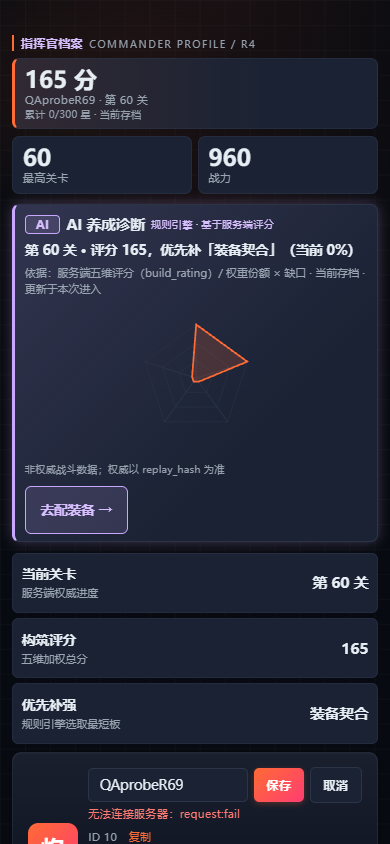 指挥官档案 COMMANDER PROFILE / R4
165 分
QAprobeR69 · 第 60 关
累计 0/300 星 · 当前存档
60
最高关卡
960
战力
AI AI 养成诊断 规则引擎 · 基于服务端评分
第 60 关 • 评分 165，优先补「装备契合」（当前 0%）
依据：服务端五维评分（build_rating）/ 权重份额 × 缺口 · 当前存档 ·
更新于本次进入
非权威战斗数据；权威以 replay_hash 为准
去配装备 →
当前关卡
服务端权威进度
第 60 关
构筑评分
五维加权总分
165
优先补强
规则引擎选取最短板
装备契合
QAprobeR69 保存 取消
无法连接服务器：request:fail
ID 10 复制